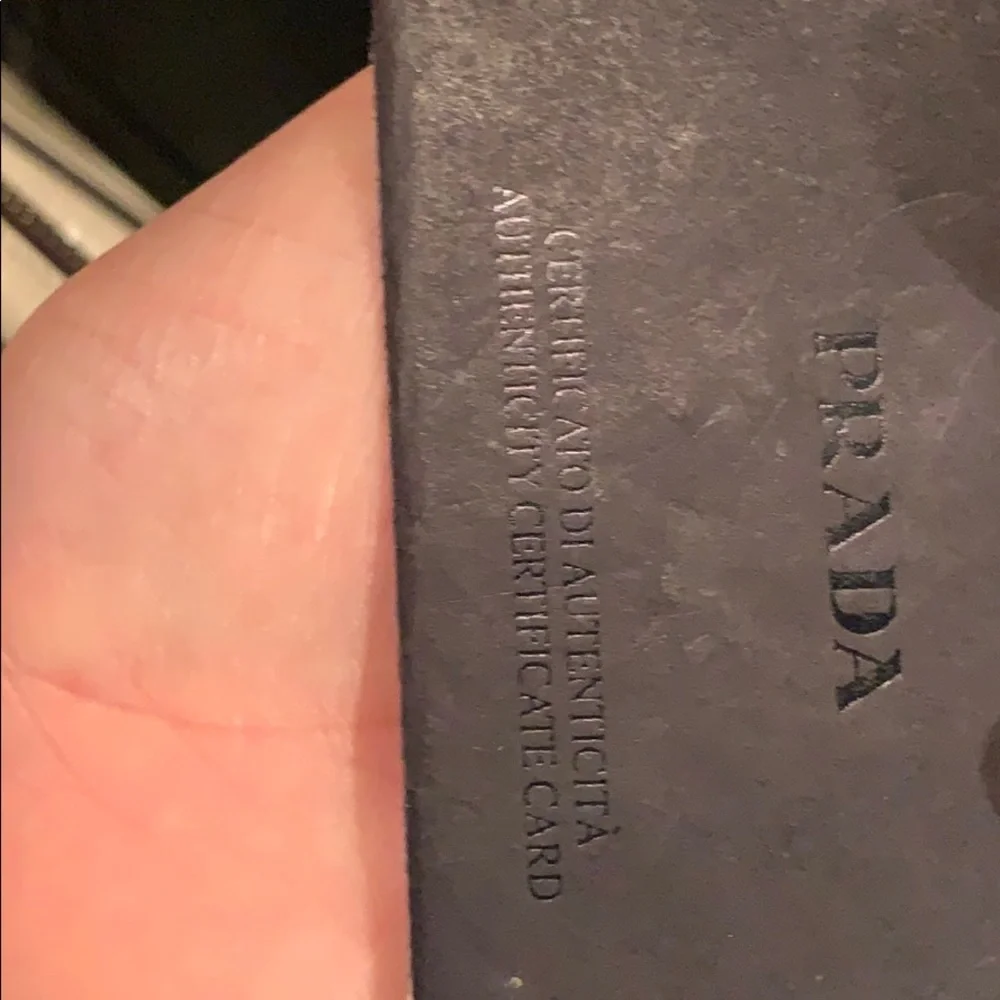 PRADA
CERTIFICATO DI AUTENTICITÀ
AUTHENTICITY CERTIFICATE CARD